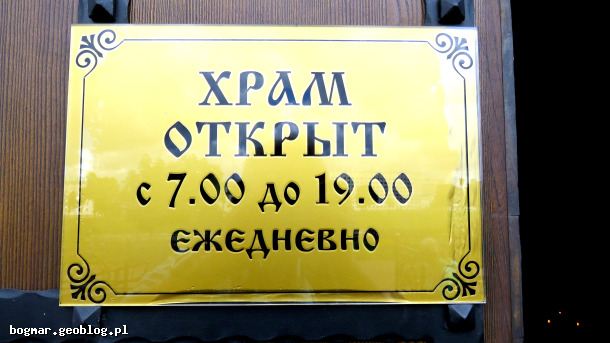 ХРАМ
ОТКРЫТ
с 7.00 до 19.00
ЕЖЕДНЕВНО
bogmar.geoblog.pl